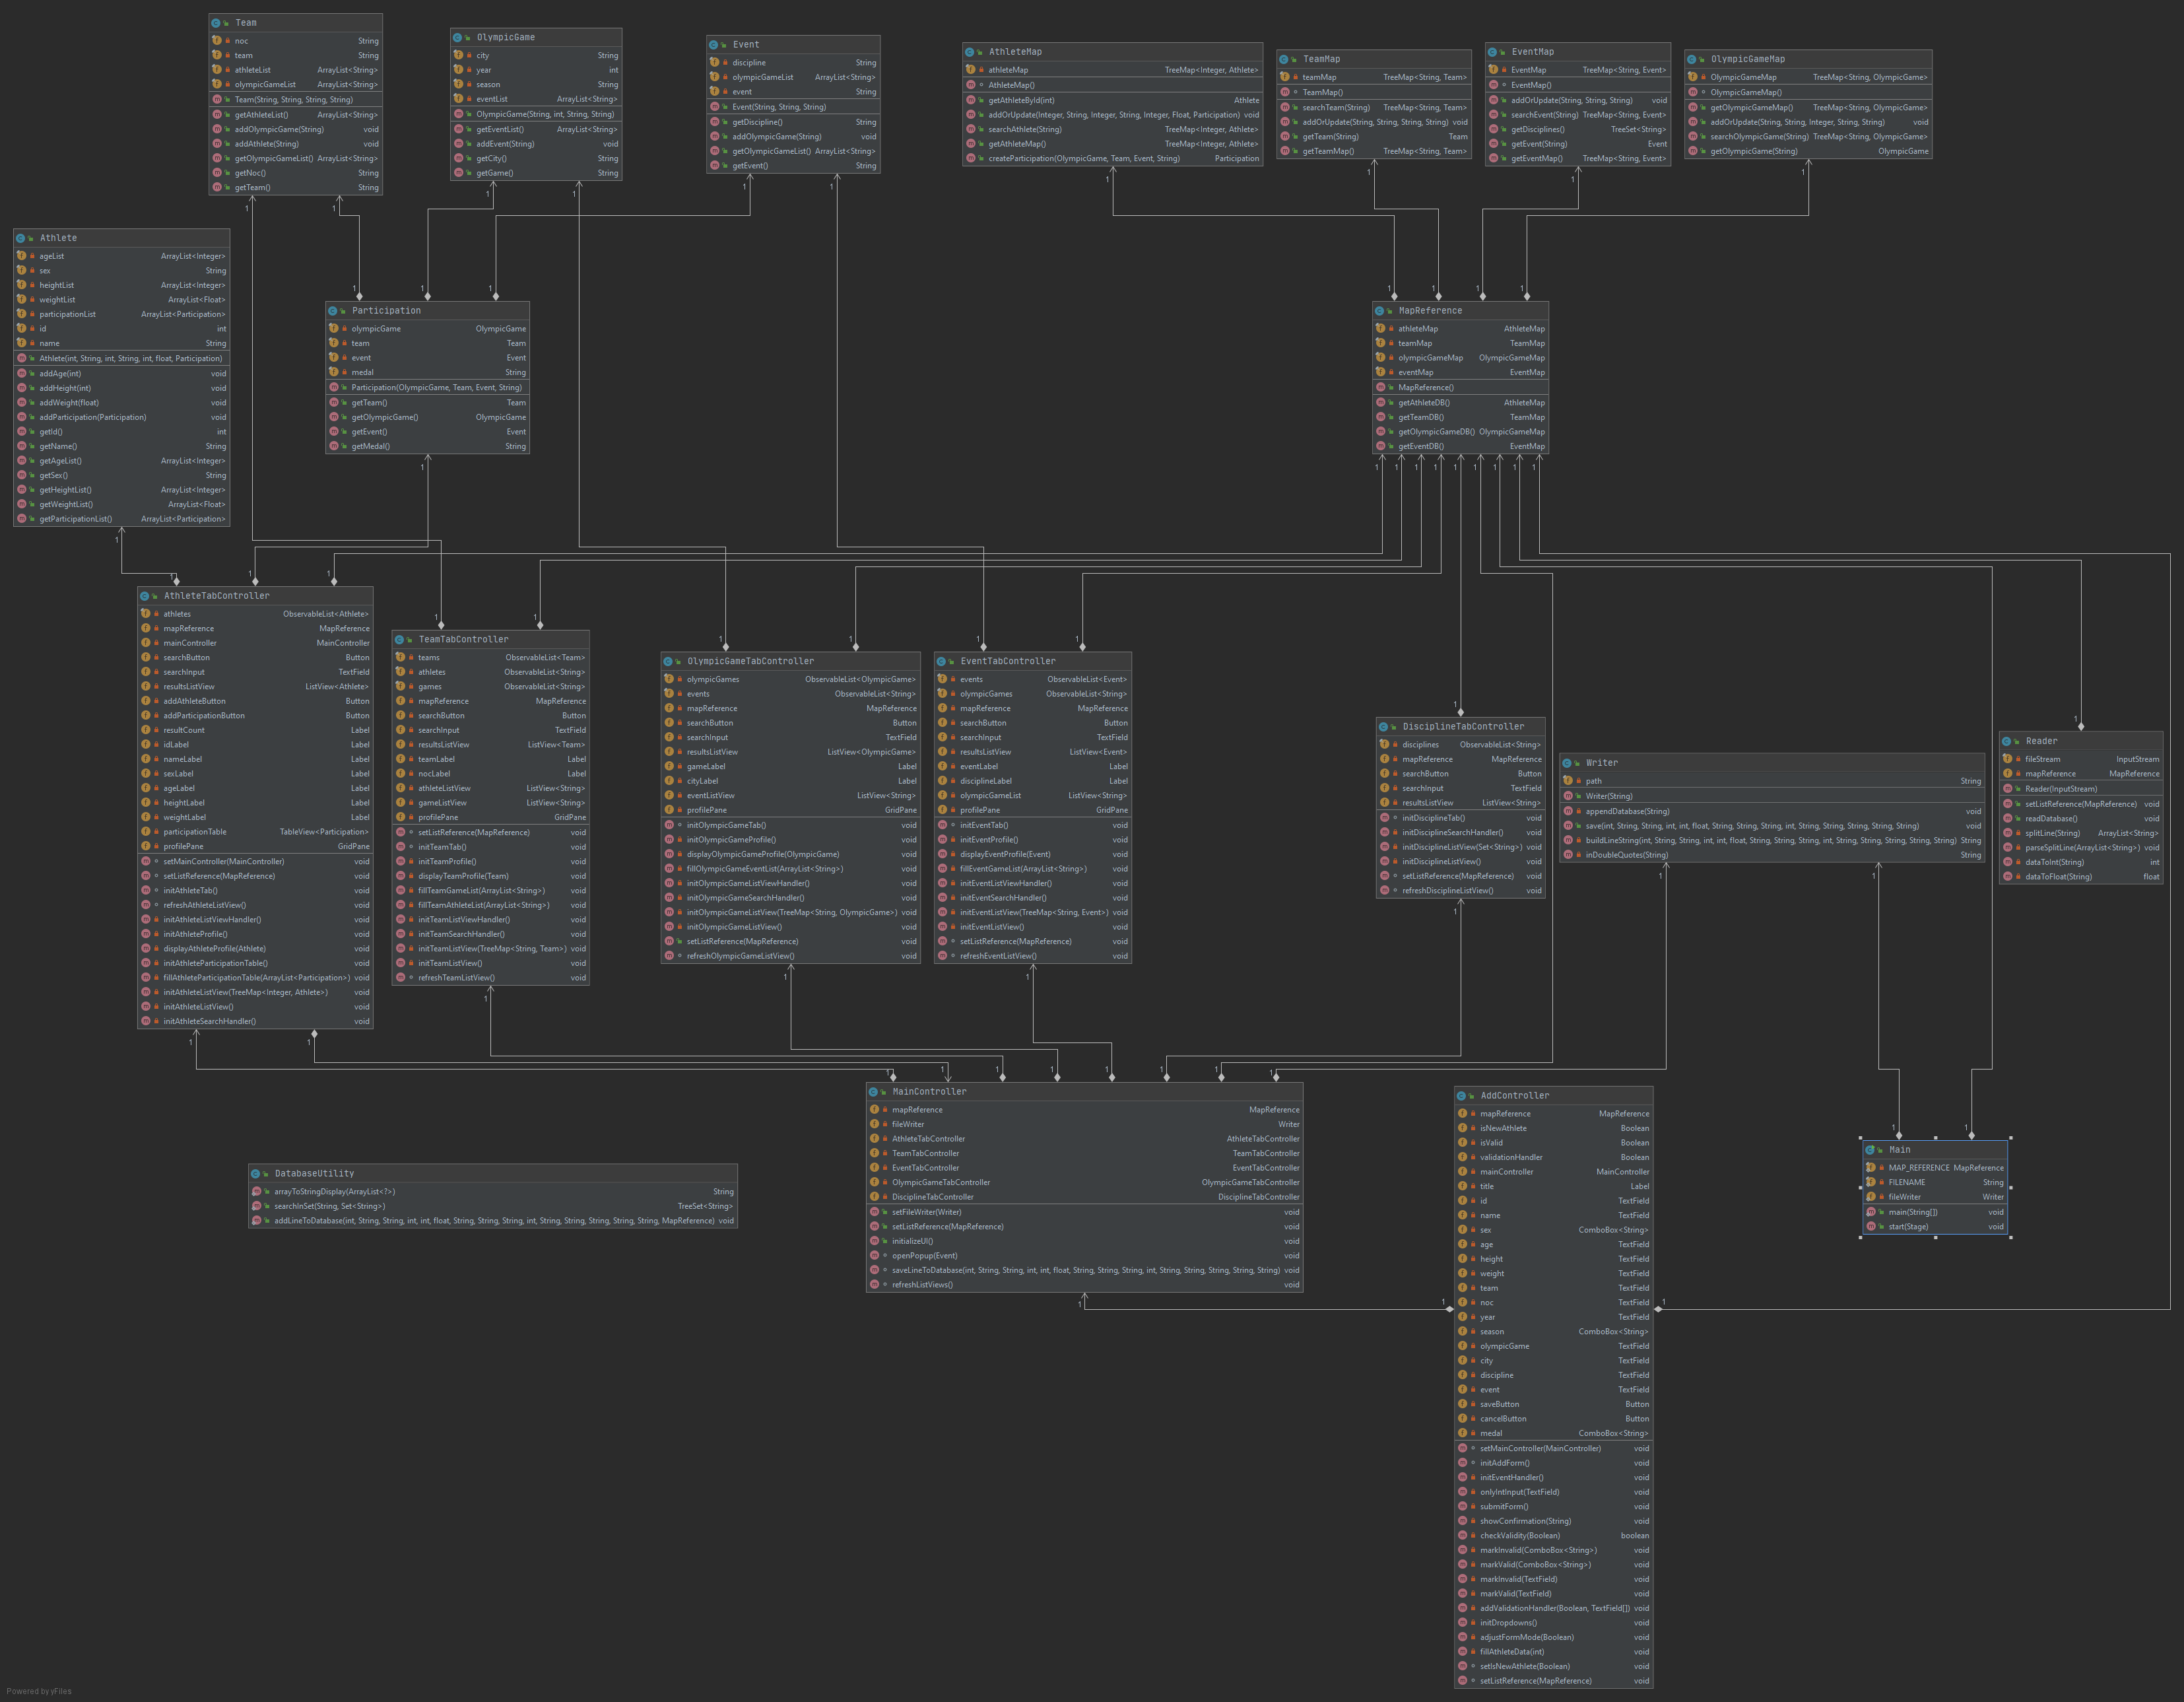 Team
noc String
team String
athleteList ArrayList<String>
olympicGameList ArrayList<String>
Team(String, String, String, String)
getAthleteList() ArrayList<String>
addOlympicGame(String) void
addAthlete(String) void
getOlympicGameList() ArrayList<String>
getNoc() String
getTeam() String
OlympicGame
city String
year int
season String
eventList ArrayList<String>
OlympicGame(String, int, String, String)
getEventList() ArrayList<String>
addEvent(String) void
getCity() String
getGame() String
Event
discipline String
olympicGameList ArrayList<String>
event String
Event(String, String, String)
getDiscipline() String
addOlympicGame(String) void
getOlympicGameList() ArrayList<String>
getEvent() String
AthleteMap
athleteMap TreeMap<Integer, Athlete>
AthleteMap()
getAthleteById(int) Athlete
addOrUpdate(Integer, String, Integer, String, Integer, Float, Participation) void
searchAthlete(String) TreeMap<Integer, Athlete>
getAthleteMap() TreeMap<Integer, Athlete>
createParticipation(OlympicGame, Team, Event, String) Participation
TeamMap
teamMap TreeMap<String, Team>
TeamMap()
searchTeam(String) TreeMap<String, Team>
addOrUpdate(String, String, String, String) void
getTeam(String) Team
getTeamMap() TreeMap<String, Team>
EventMap
EventMap TreeMap<String, Event>
EventMap()
addOrUpdate(String, String, String) void
searchEvent(String) TreeMap<String, Event>
getDisciplines() TreeSet<String>
getEvent(String) Event
getEventMap() TreeMap<String, Event>
OlympicGameMap
OlympicGameMap TreeMap<String, OlympicGame>
OlympicGameMap()
getOlympicGameMap() TreeMap<String, OlympicGame>
addOrUpdate(String, String, Integer, String, String) void
searchOlympicGame(String) TreeMap<String, OlympicGame>
getOlympicGame(String) OlympicGame
Athlete
ageList ArrayList<Integer>
sex String
heightList ArrayList<Integer>
weightList ArrayList<Float>
participationList ArrayList<Participation>
id int
name String
Athlete(int, String, int, String, int, float, Participation)
addAge(int) void
addHeight(int) void
addWeight(float) void
addParticipation(Participation) void
getId() int
getName() String
getAgeList() ArrayList<Integer>
getSex() String
getHeightList() ArrayList<Integer>
getWeightList() ArrayList<Float>
getParticipationList() ArrayList<Participation>
Participation
olympicGame OlympicGame
team Team
event Event
medal String
Participation(OlympicGame, Team, Event, String)
getTeam() Team
getOlympicGame() OlympicGame
getEvent() Event
getMedal() String
MapReference
athleteMap AthleteMap
teamMap TeamMap
olympicGameMap OlympicGameMap
eventMap EventMap
MapReference()
getAthleteDB() AthleteMap
getTeamDB() TeamMap
getOlympicGameDB() OlympicGameMap
getEventDB() EventMap
AthleteTabController
athletes ObservableList<Athlete>
mapReference MapReference
mainController MainController
searchButton Button
searchInput TextField
resultsListView ListView<Athlete>
addAthleteButton Button
addParticipationButton Button
resultCount Label
idLabel Label
nameLabel Label
sexLabel Label
ageLabel Label
heightLabel Label
weightLabel Label
participationTable TableView<Participation>
profilePane GridPane
setMainController(MainController) void
setListReference(MapReference) void
initAthleteTab() void
refreshAthleteListView() void
initAthleteListViewHandler() void
initAthleteProfile() void
displayAthleteProfile(Athlete) void
initAthleteParticipationTable() void
fillAthleteParticipationTable(ArrayList<Participation>) void
initAthleteListView(TreeMap<Integer, Athlete>) void
initAthleteListView() void
initAthleteSearchHandler() void
TeamTabController
teams ObservableList<Team>
athletes ObservableList<String>
games ObservableList<String>
mapReference MapReference
searchButton Button
searchInput TextField
resultsListView ListView<Team>
teamLabel Label
nocLabel Label
athleteListView ListView<String>
gameListView ListView<String>
profilePane GridPane
setListReference(MapReference) void
initTeamTab() void
initTeamProfile() void
displayTeamProfile(Team) void
fillTeamGameList(ArrayList<String>) void
fillTeamAthleteList(ArrayList<String>) void
initTeamListViewHandler() void
initTeamSearchHandler() void
initTeamListView(TreeMap<String, Team>) void
initTeamListView() void
refreshTeamListView() void
OlympicGameTabController
olympicGames ObservableList<OlympicGame>
events ObservableList<String>
mapReference MapReference
searchButton Button
searchInput TextField
resultsListView ListView<OlympicGame>
gameLabel Label
cityLabel Label
eventListView ListView<String>
profilePane GridPane
initOlympicGameTab() void
initOlympicGameProfile() void
displayOlympicGameProfile(OlympicGame) void
fillOlympicGameEventList(ArrayList<String>) void
initOlympicGameListViewHandler() void
initOlympicGameSearchHandler() void
initOlympicGameListView(TreeMap<String, OlympicGame>) void
initOlympicGameListView() void
setListReference(MapReference) void
refreshOlympicGameListView() void
EventTabController
events ObservableList<Event>
olympicGames ObservableList<String>
mapReference MapReference
searchButton Button
searchInput TextField
resultsListView ListView<Event>
eventLabel Label
disciplineLabel Label
olympicGameList ListView<String>
profilePane GridPane
initEventTab() void
initEventProfile() void
displayEventProfile(Event) void
fillEventGameList(ArrayList<String>) void
initEventListViewHandler() void
initEventSearchHandler() void
initEventListView(TreeMap<String, Event>) void
initEventListView() void
setListReference(MapReference) void
refreshEventListView() void
DisciplineTabController
disciplines ObservableList<String>
mapReference MapReference
searchButton Button
searchInput TextField
resultsListView ListView<String>
initDisciplineTab() void
initDisciplineSearchHandler() void
initDisciplineListView(Set<String>) void
initDisciplineListView() void
setListReference(MapReference) void
refreshDisciplineListView() void
Writer
path String
Writer(String)
appendDatabase(String) void
save(int, String, String, int, int, float, String, String, String, int, String, String, String, String, String) void
buildLineString(int, String, String, int, int, float, String, String, String, int, String, String, String, String, String) String
inDoubleQuotes(String) String
Reader
fileStream InputStream
mapReference MapReference
Reader(InputStream)
setListReference(MapReference) void
readDatabase() void
splitLine(String) ArrayList<String>
parseSplitLine(ArrayList<String>) void
dataToInt(String) int
dataToFloat(String) float
MainController
mapReference MapReference
fileWriter Writer
AthleteTabController AthleteTabController
TeamTabController TeamTabController
EventTabController EventTabController
OlympicGameTabController OlympicGameTabController
DisciplineTabController DisciplineTabController
setFileWriter(Writer) void
setListReference(MapReference) void
initializeUI() void
openPopup(Event) void
saveLineToDatabase(int, String, String, int, int, float, String, String, String, int, String, String, String, String, String) void
refreshListViews() void
AddController
mapReference MapReference
isNewAthlete Boolean
isValid Boolean
validationHandler Boolean
mainController MainController
title Label
id TextField
name TextField
sex ComboBox<String>
age TextField
height TextField
weight TextField
team TextField
noc TextField
year TextField
season ComboBox<String>
olympicGame TextField
city TextField
discipline TextField
event TextField
saveButton Button
cancelButton Button
medal ComboBox<String>
setMainController(MainController) void
initAddForm() void
initEventHandler() void
onlyIntInput(TextField) void
submitForm() void
showConfirmation(String) void
checkValidity(Boolean) boolean
markInvalid(ComboBox<String>) void
markValid(ComboBox<String>) void
markInvalid(TextField) void
markValid(TextField) void
addValidationHandler(Boolean, TextField[]) void
initDropdowns() void
adjustFormMode(Boolean) void
fillAthleteData(int) void
setIsNewAthlete(Boolean) void
setListReference(MapReference) void
Main
MAP_REFERENCE MapReference
FILENAME String
fileWriter Writer
main(String[]) void
start(Stage) void
DatabaseUtility
arrayToStringDisplay(ArrayList<?>) String
searchInSet(String, Set<String>) TreeSet<String>
addLineToDatabase(int, String, String, int, int, float, String, String, String, int, String, String, String, String, String, MapReference) void
Powered by yFiles